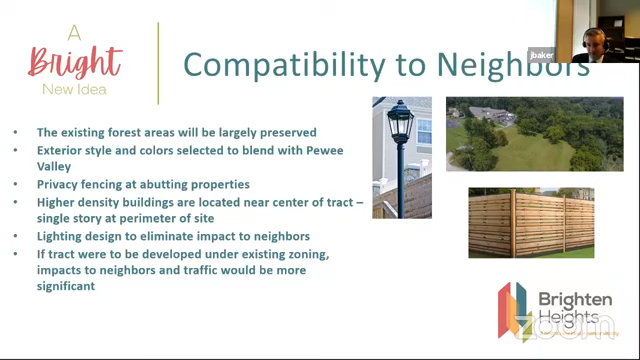 A
Bright
New Idea
Compatibility to Neighbors
jbaker
• The existing forest areas will be largely preserved
• Exterior style and colors selected to blend with Pewee
Valley
• Privacy fencing at abutting properties
• Higher density buildings are located near center of tract –
single story at perimeter of site
• Lighting design to eliminate impact to neighbors
• If tract were to be developed under existing zoning,
impacts to neighbors and traffic would be more
significant
Brighten
Heights
zoom